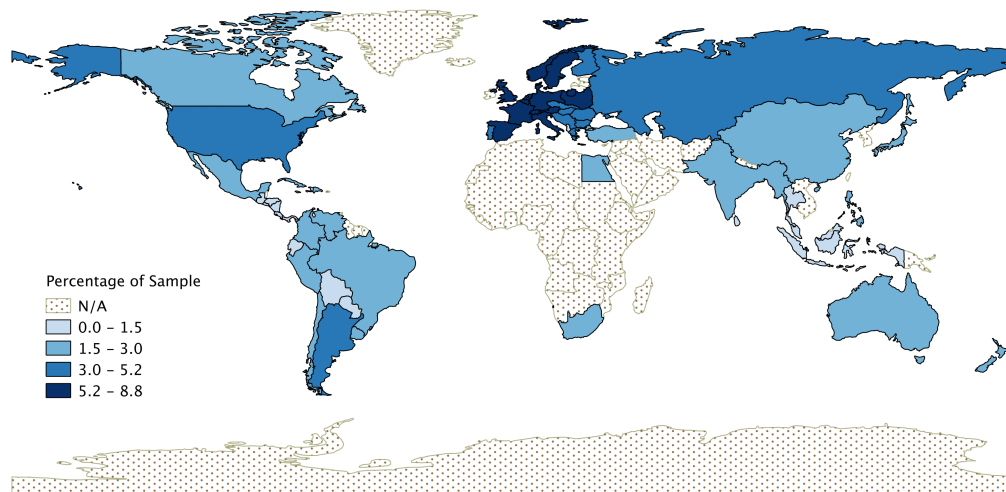 Percentage of Sample
N/A
0.0 – 1.5
1.5 – 3.0
3.0 – 5.2
5.2 – 8.8